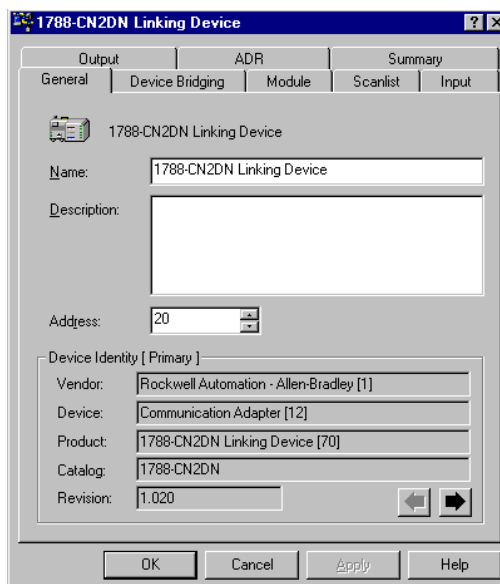 1788-CN2DN Linking Device
Output ADR Summary
General Device Bridging Module Scanlist Input
1788-CN2DN Linking Device
Name: 1788-CN2DN Linking Device
Description:
Address: 20
Device Identity [ Primary ]
Vendor: Rockwell Automation - Allen-Bradley [1]
Device: Communication Adapter [12]
Product: 1788-CN2DN Linking Device [70]
Catalog: 1788-CN2DN
Revision: 1.020
OK Cancel Apply Help